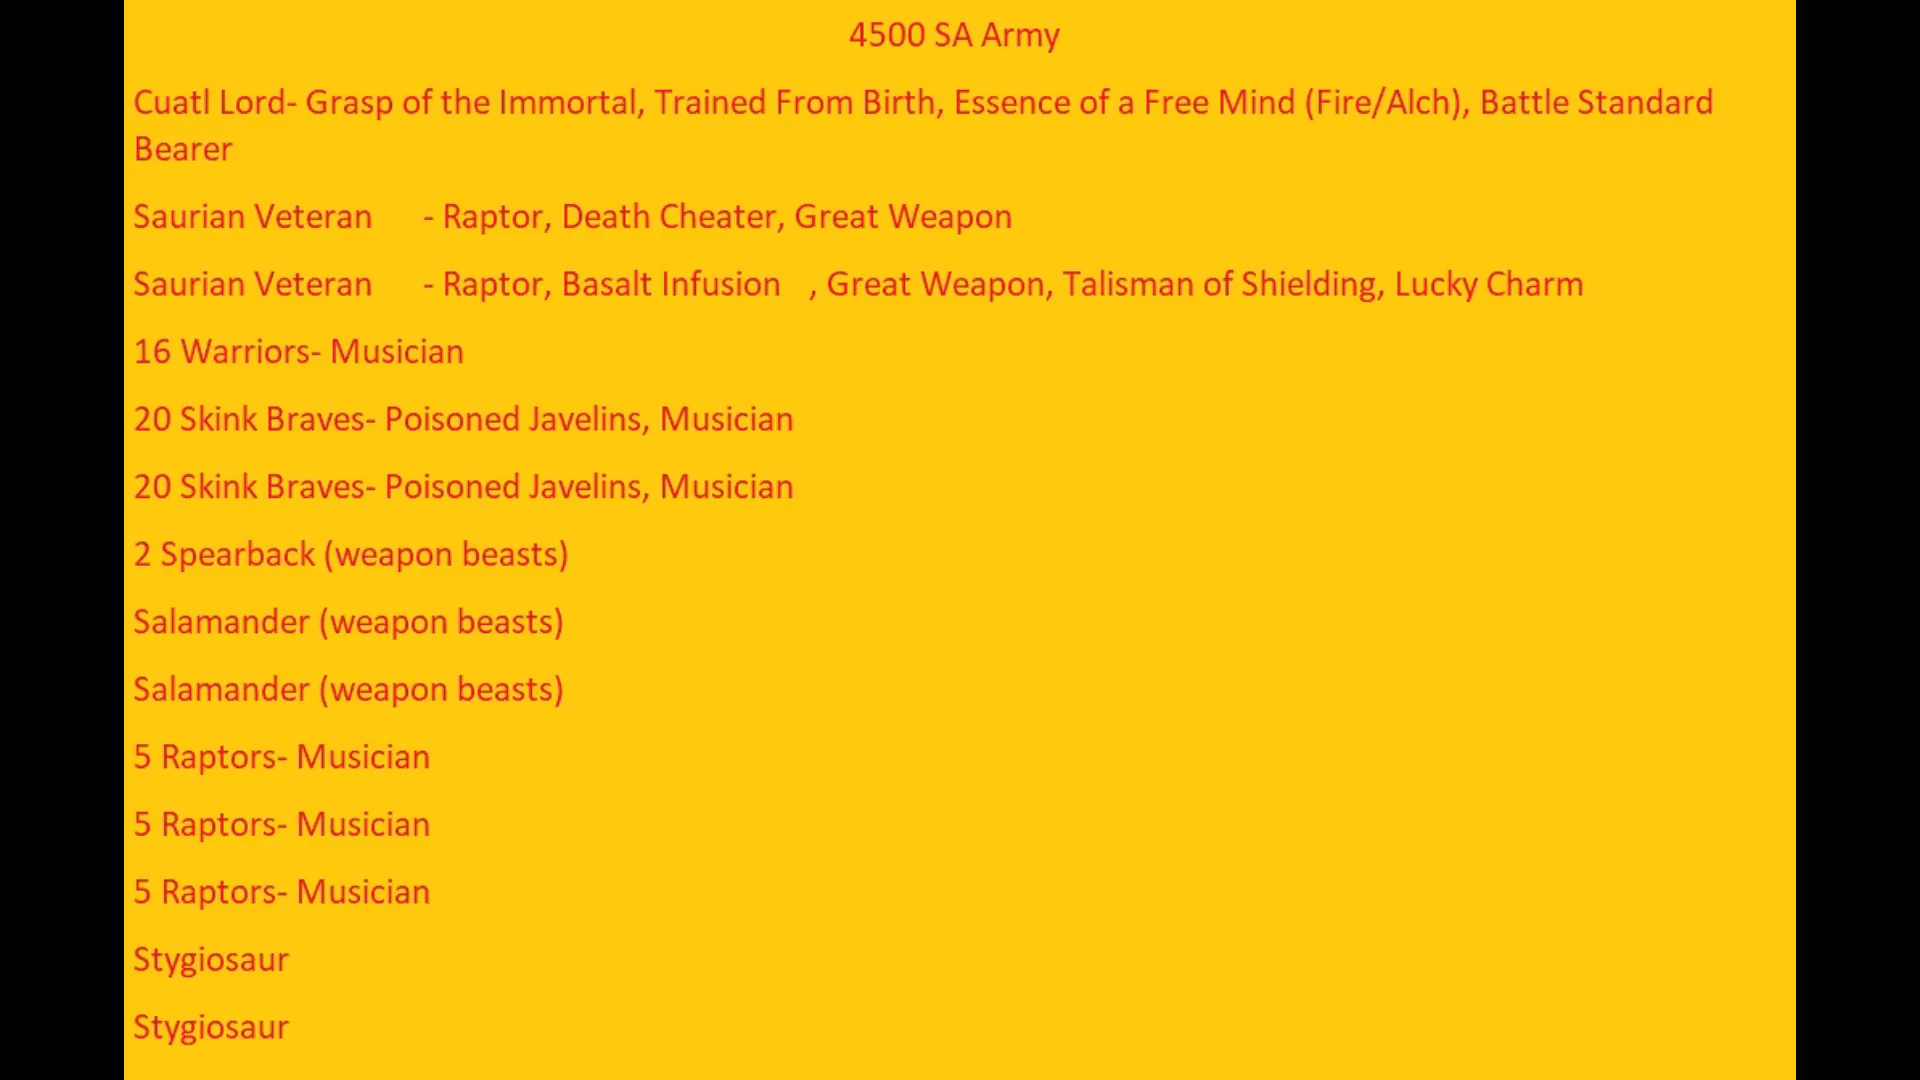 4500 SA Army
Cuatl Lord- Grasp of the Immortal, Trained From Birth, Essence of a Free Mind (Fire/Alch), Battle Standard
Bearer
Saurian Veteran - Raptor, Death Cheater, Great Weapon
Saurian Veteran - Raptor, Basalt Infusion , Great Weapon, Talisman of Shielding, Lucky Charm
16 Warriors- Musician
20 Skink Braves- Poisoned Javelins, Musician
20 Skink Braves- Poisoned Javelins, Musician
2 Spearback (weapon beasts)
Salamander (weapon beasts)
Salamander (weapon beasts)
5 Raptors- Musician
5 Raptors- Musician
5 Raptors- Musician
Stygiosaur
Stygiosaur